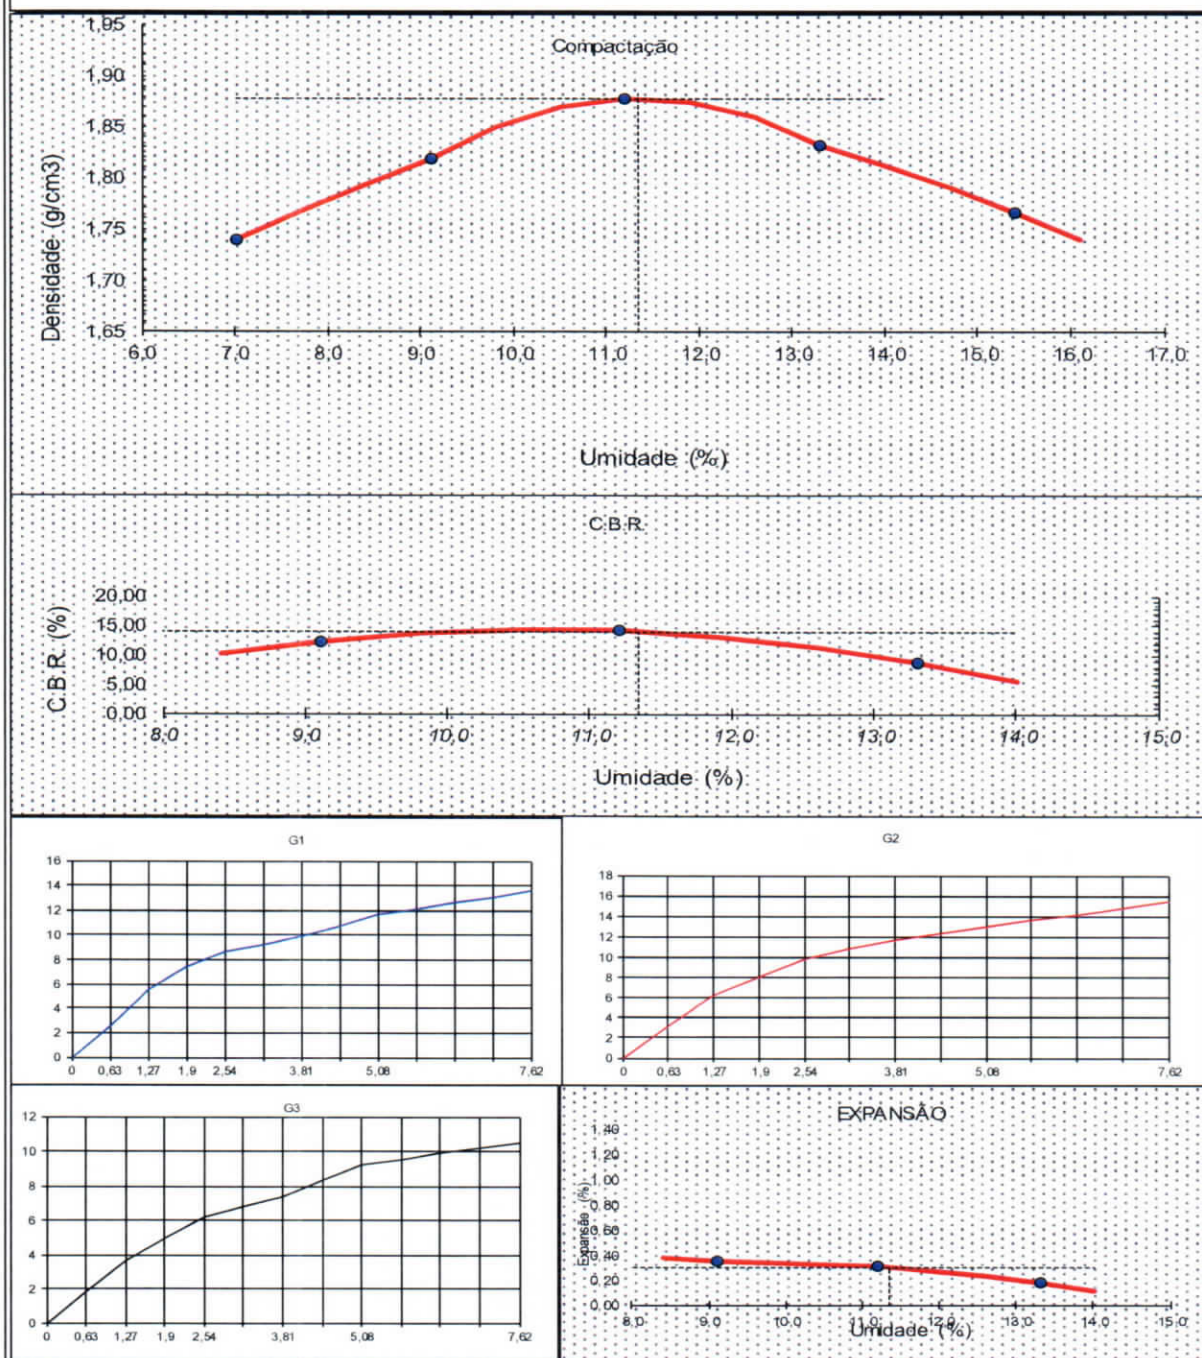 Compactação
1,95
1,90
1,85
1,80
1,75
1,70
1,65
Densidade (g/cm3)
6,0 7,0 8,0 9,0 10,0 11,0 12,0 13,0 14,0 15,0 16,0 17,0
Umidade (%)
C.B.R.
20,00
15,00
10,00
5,00
0,00
C.B.R. (%)
8,0 9,0 10,0 11,0 12,0 13,0 14,0 15,0
Umidade (%)
G1
16
14
12
10
8
6
4
2
0
0 0,63 1,27 1,9 2,54 3,81 5,08 7,62
G2
18
16
14
12
10
8
6
4
2
0
0 0,63 1,27 1,9 2,54 3,81 5,08 7,62
G3
12
10
8
6
4
2
0
0 0,63 1,27 1,9 2,54 3,81 5,08 7,62
EXPANSÃO
1,40
1,20
1,00
0,80
0,60
0,40
0,20
0,00
Expansão (%)
8,0 9,0 10,0 11,0 12,0 13,0 14,0 15,0
Umidade (%)